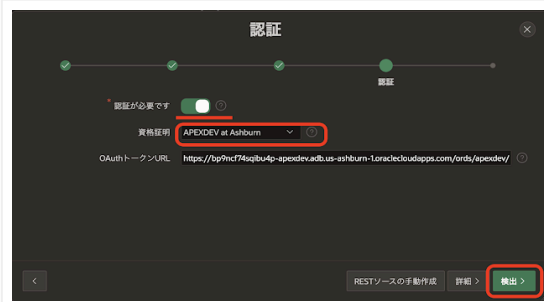 認証
認証
* 認証が必要です
資格証明 APEXDEV at Ashburn
OAuthトークンURL https://bp9ncf74sqibu4p-apexdev.adb.us-ashburn-1.oraclecloudapps.com/ords/apexdev/
RESTソースの手動作成 詳細 検出